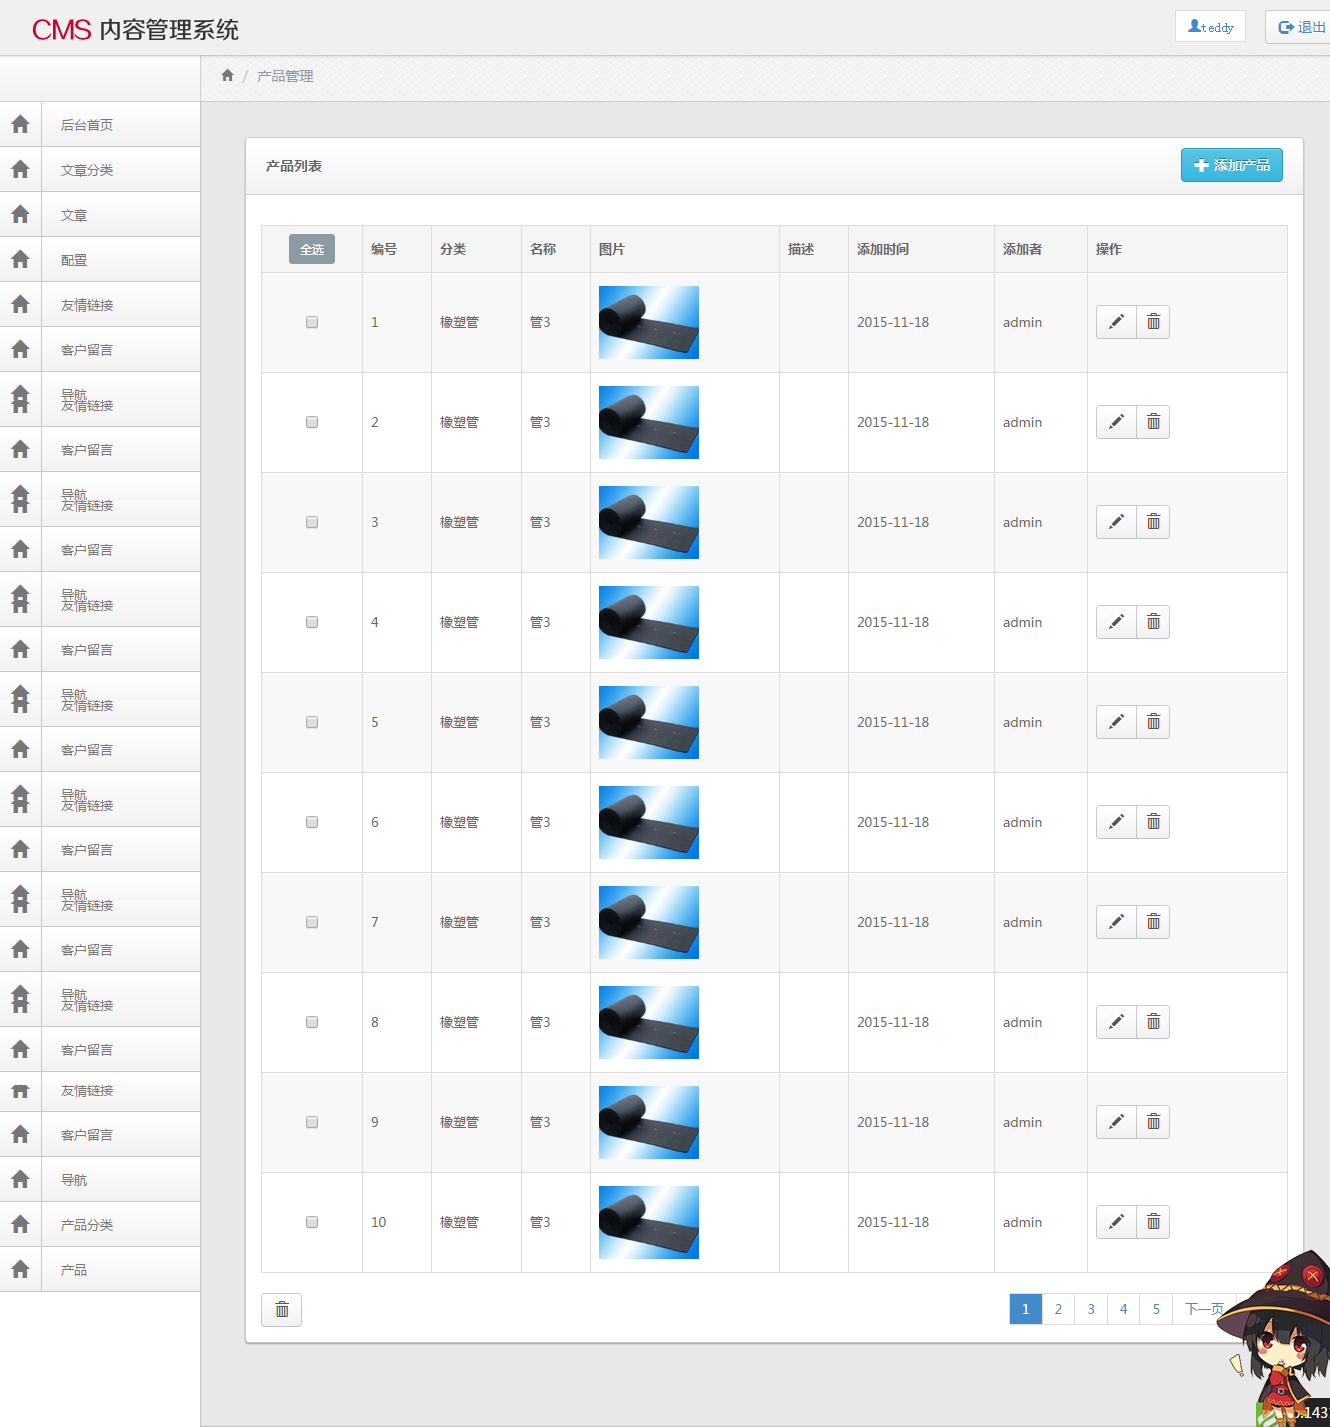 CMS 内容管理系统
teddy
退出
/ 产品管理
后台首页
文章分类
文章
配置
友情链接
客户留言
导航
友情链接
客户留言
导航
友情链接
客户留言
导航
友情链接
客户留言
导航
友情链接
客户留言
导航
友情链接
客户留言
导航
友情链接
客户留言
导航
友情链接
客户留言
友情链接
客户留言
导航
产品分类
产品
产品列表
添加产品
全选 编号 分类 名称 图片 描述 添加时间 添加者 操作
1 橡塑管 管3 2015-11-18 admin
2 橡塑管 管3 2015-11-18 admin
3 橡塑管 管3 2015-11-18 admin
4 橡塑管 管3 2015-11-18 admin
5 橡塑管 管3 2015-11-18 admin
6 橡塑管 管3 2015-11-18 admin
7 橡塑管 管3 2015-11-18 admin
8 橡塑管 管3 2015-11-18 admin
9 橡塑管 管3 2015-11-18 admin
10 橡塑管 管3 2015-11-18 admin
1 2 3 4 5 下一页
.143